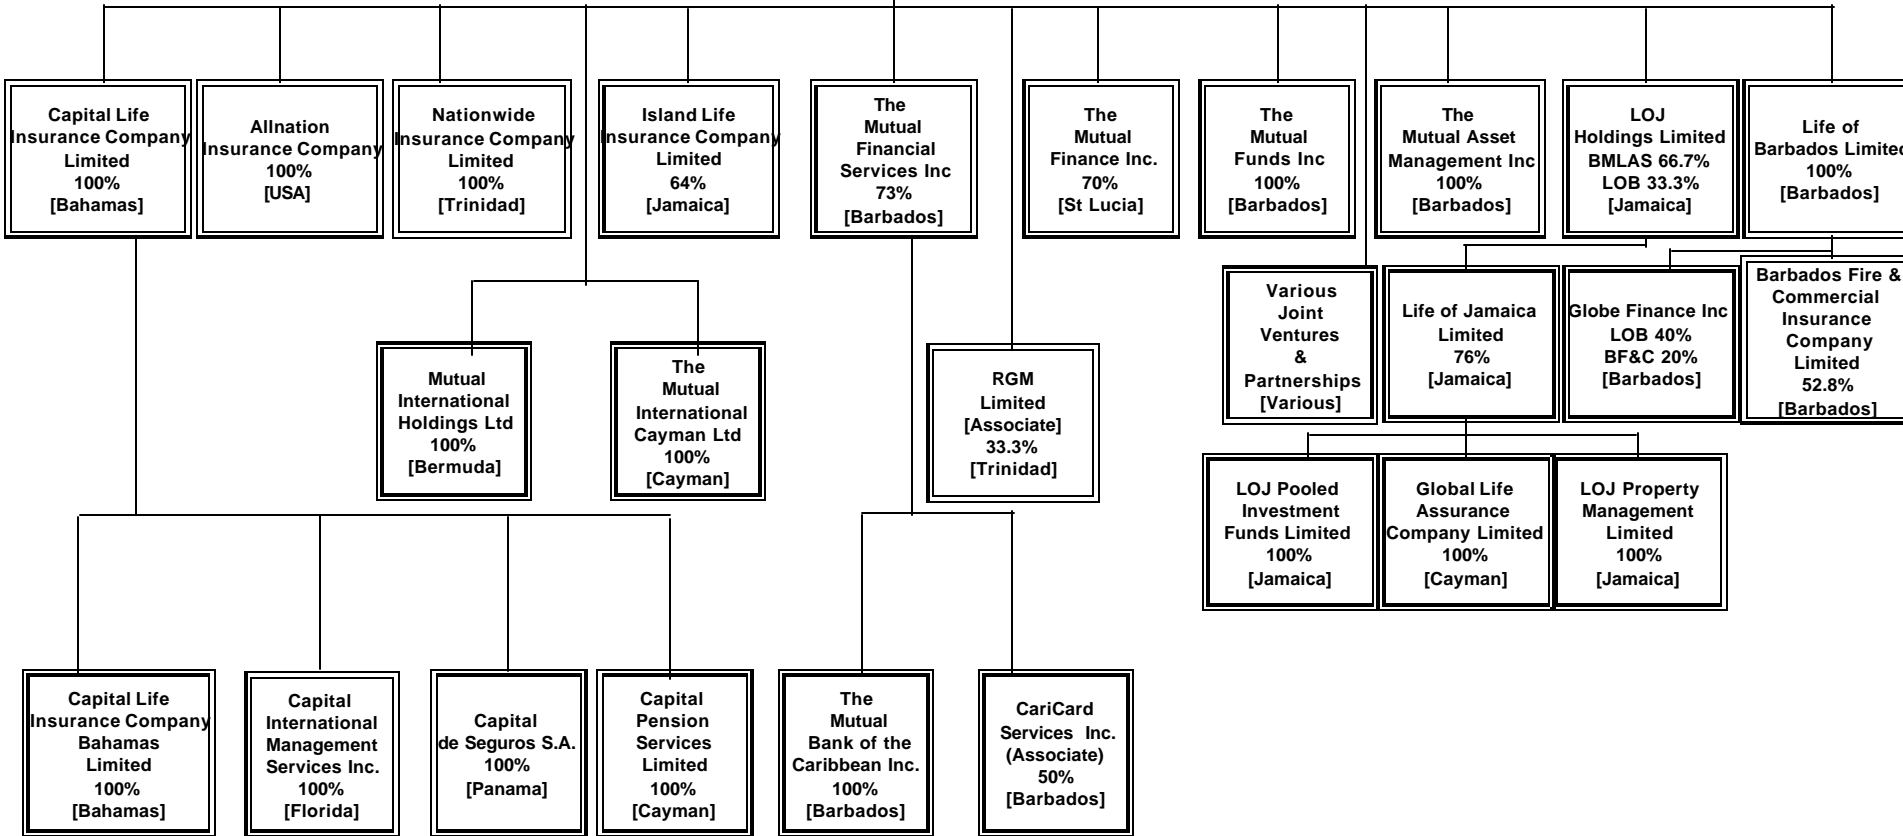 Capital Life
Insurance Company
Limited
100%
[Bahamas]
Allnation
Insurance Company
100%
[USA]
Nationwide
Insurance Company
Limited
100%
[Trinidad]
Island Life
Insurance Company
Limited
64%
[Jamaica]
The
Mutual
Financial
Services Inc
73%
[Barbados]
The
Mutual
Finance Inc.
70%
[St Lucia]
The
Mutual
Funds Inc
100%
[Barbados]
The
Mutual Asset
Management Inc
100%
[Barbados]
LOJ
Holdings Limited
BMLAS 66.7%
LOB 33.3%
[Jamaica]
Life of
Barbados Limited
100%
[Barbados]
Various
Joint
Ventures
&
Partnerships
[Various]
Life of Jamaica
Limited
76%
[Jamaica]
Globe Finance Inc
LOB 40%
BF&C 20%
[Barbados]
Barbados Fire &
Commercial
Insurance
Company
Limited
52.8%
[Barbados]
Mutual
International
Holdings Ltd
100%
[Bermuda]
The
Mutual
International
Cayman Ltd
100%
[Cayman]
RGM
Limited
[Associate]
33.3%
[Trinidad]
LOJ Pooled
Investment
Funds Limited
100%
[Jamaica]
Global Life
Assurance
Company Limited
100%
[Cayman]
LOJ Property
Management
Limited
100%
[Jamaica]
Capital Life
Insurance Company
Bahamas
Limited
100%
[Bahamas]
Capital
International
Management
Services Inc.
100%
[Florida]
Capital
de Seguros S.A.
100%
[Panama]
Capital
Pension
Services
Limited
100%
[Cayman]
The
Mutual
Bank of the
Caribbean Inc.
100%
[Barbados]
CariCard
Services Inc.
(Associate)
50%
[Barbados]